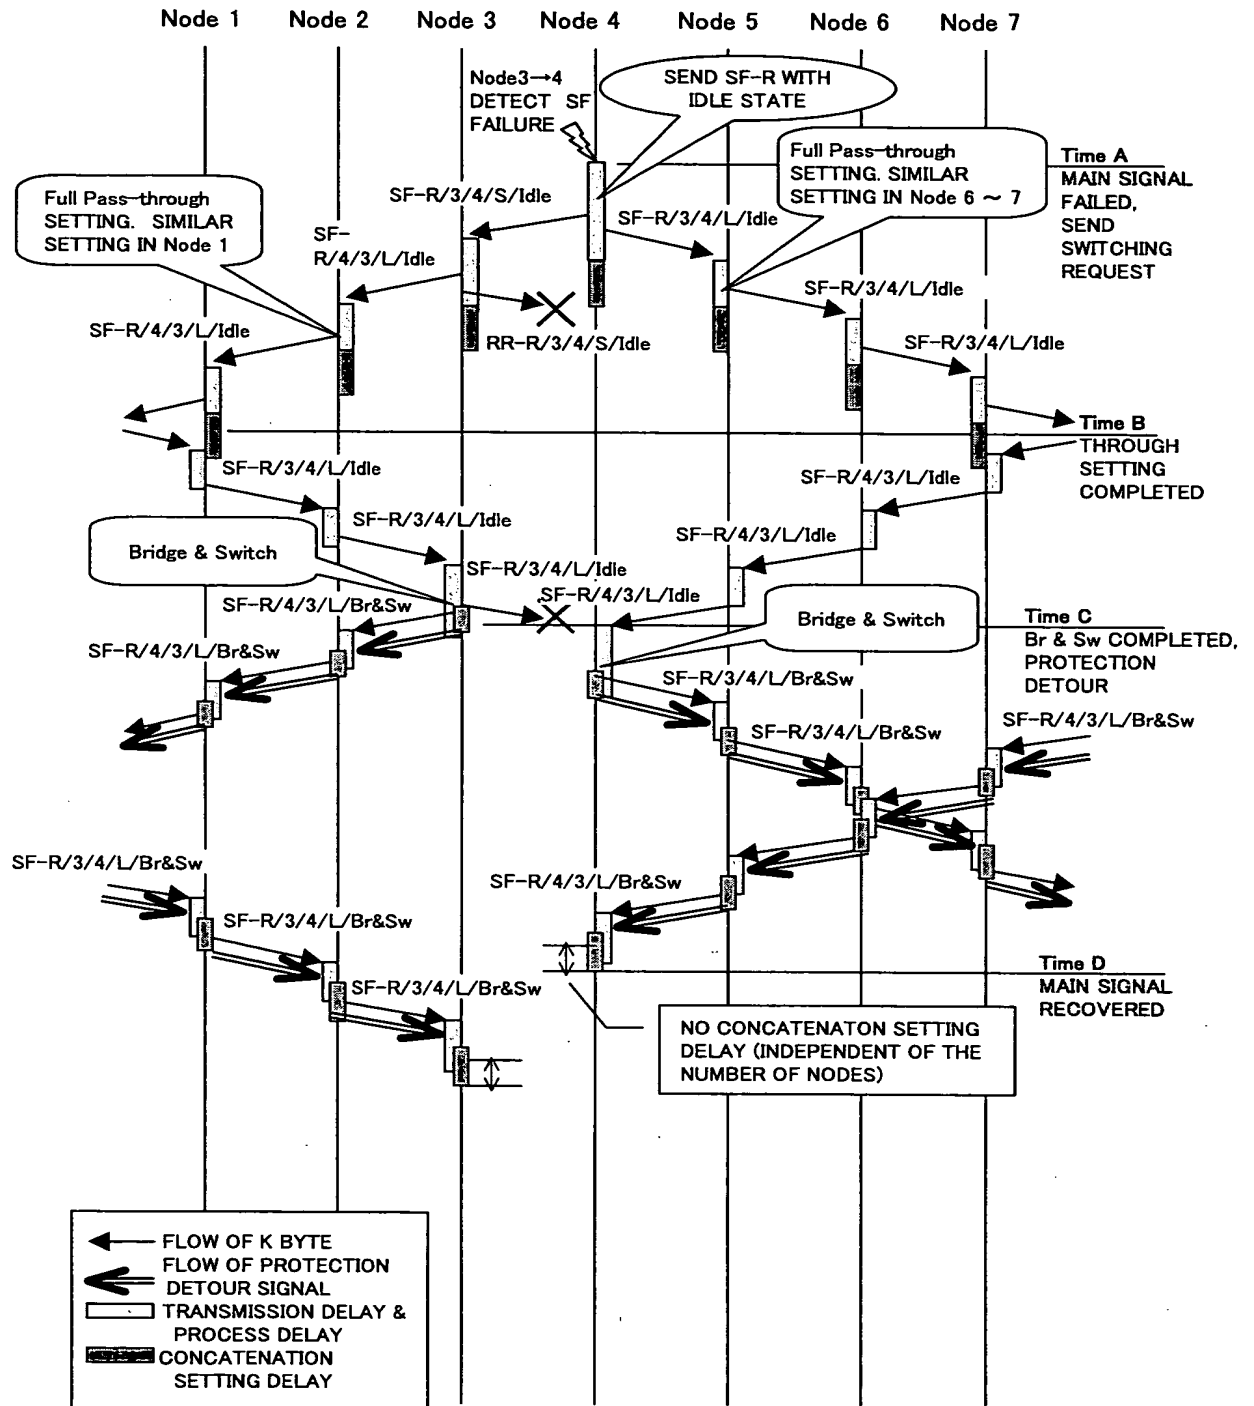 Node 1 Node 2 Node 3 Node 4 Node 5 Node 6 Node 7
Node3→4
DETECT SF
FAILURE
SEND SF-R WITH
IDLE STATE
Full Pass-through
SETTING. SIMILAR
SETTING IN Node 6 ~ 7
Time A
MAIN SIGNAL
FAILED,
SEND
SWITCHING
REQUEST
Full Pass-through
SETTING. SIMILAR
SETTING IN Node 1
SF-R/3/4/S/Idle
SF-R/3/4/L/Idle
SF-
R/4/3/L/Idle
SF-R/3/4/L/Idle
SF-R/4/3/L/Idle
RR-R/3/4/S/Idle
SF-R/3/4/L/Idle
Time B
THROUGH
SETTING
COMPLETED
SF-R/3/4/L/Idle
SF-R/4/3/L/Idle
SF-R/3/4/L/Idle
SF-R/4/3/L/Idle
Bridge & Switch
SF-R/3/4/L/Idle
SF-R/4/3/L/Idle
SF-R/4/3/L/Br&Sw
Bridge & Switch
Time C
Br & Sw COMPLETED,
PROTECTION
DETOUR
SF-R/4/3/L/Br&Sw
SF-R/3/4/L/Br&Sw
SF-R/3/4/L/Br&Sw
SF-R/4/3/L/Br&Sw
SF-R/3/4/L/Br&Sw
SF-R/4/3/L/Br&Sw
SF-R/3/4/L/Br&Sw
SF-R/3/4/L/Br&Sw
Time D
MAIN SIGNAL
RECOVERED
NO CONCATENATON SETTING
DELAY (INDEPENDENT OF THE
NUMBER OF NODES)
FLOW OF K BYTE
FLOW OF PROTECTION
DETOUR SIGNAL
TRANSMISSION DELAY &
PROCESS DELAY
CONCATENATION
SETTING DELAY